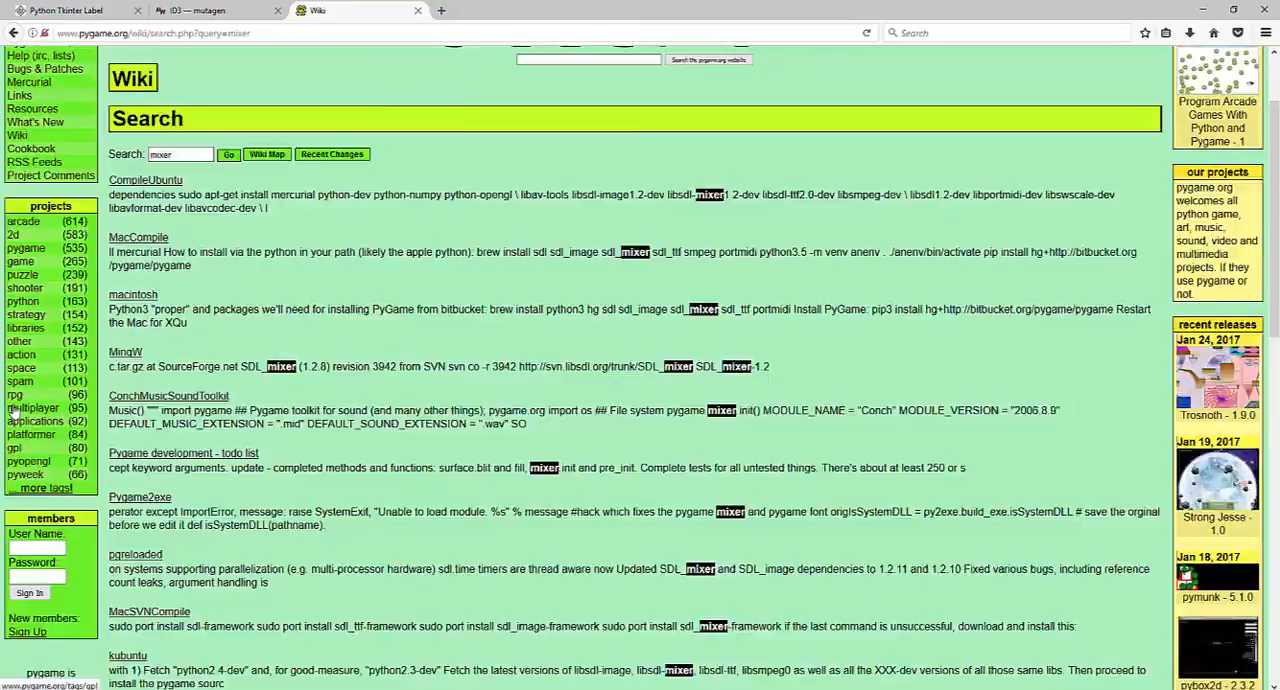 Python Tkinter Label
ID3 — mutagen
Wiki
www.pygame.org/wiki/search.php?query=mixer
Search
Help (irc, lists)
Bugs & Patches
Mercurial
Links
Resources
What's New
Wiki
Cookbook
RSS Feeds
Project Comments
projects
arcade (614)
2d (583)
pygame (535)
game (265)
puzzle (239)
shooter (191)
python (163)
strategy (154)
libraries (152)
other (143)
action (131)
space (113)
spam (101)
rpg (96)
multiplayer (95)
applications (92)
platformer (84)
gpl (80)
pyopengl (71)
pyweek (66)
... more tags!
members
User Name:
Password:
Sign In
New members:
Sign Up
pygame is
www.pygame.org/tags/gpl
Search the pygame.org website
Wiki
Search
Search: mixer Go Wiki Map Recent Changes
CompileUbuntu
dependencies sudo apt-get install mercurial python-dev python-numpy python-opengl \ libav-tools libsdl-image1.2-dev libsdl-mixer1.2-dev libsdl-ttf2.0-dev libsmpeg-dev \ libsdl1.2-dev libportmidi-dev libswscale-dev
libavformat-dev libavcodec-dev \ l
MacCompile
ll mercurial How to install via the python in your path (likely the apple python): brew install sdl sdl_image sdl_mixer sdl_ttf smpeg portmidi python3.5 -m venv anenv . ./anenv/bin/activate pip install hg+http://bitbucket.org
/pygame/pygame
macintosh
Python3 "proper" and packages we'll need for installing PyGame from bitbucket: brew install python3 hg sdl sdl_image sdl_mixer sdl_ttf portmidi Install PyGame: pip3 install hg+http://bitbucket.org/pygame/pygame Restart
the Mac for XQu
MingW
c.tar.gz at SourceForge.net SDL_mixer (1.2.8) revision 3942 from SVN svn co -r 3942 http://svn.libsdl.org/trunk/SDL_mixer SDL_mixer-1.2
ConchMusicSoundToolkit
Music() """ import pygame ## Pygame toolkit for sound (and many other things); pygame.org import os ## File system pygame mixer init() MODULE_NAME = "Conch" MODULE_VERSION = "2006.8.9"
DEFAULT_MUSIC_EXTENSION = ".mid" DEFAULT_SOUND_EXTENSION = ".wav" SO
Pygame development - todo list
cept keyword arguments. update - completed methods and functions: surface.blit and fill, mixer init and pre_init. Complete tests for all untested things. There's about at least 250 or s
Pygame2exe
perator except ImportError, message: raise SystemExit, "Unable to load module. %s" % message #hack which fixes the pygame mixer and pygame font origIsSystemDLL = py2exe.build_exe.isSystemDLL # save the orginal
before we edit it def isSystemDLL(pathname).
pgreloaded
on systems supporting parallelization (e.g. multi-processor hardware) sdl.time timers are thread aware now Updated SDL_mixer and SDL_image dependencies to 1.2.11 and 1.2.10 Fixed various bugs, including reference
count leaks, argument handling is
MacSVNCompile
sudo port install sdl-framework sudo port install sdl_ttf-framework sudo port install sdl_image-framework sudo port install sdl_mixer-framework if the last command is unsuccessful, download and install this:
kubuntu
with 1) Fetch "python2.4-dev" and, for good-measure, "python2.3-dev" Fetch the latest versions of libsdl-image, libsdl-mixer, libsdl-ttf, libsmpeg0 as well as all the XXX-dev versions of all those same libs. Then proceed to
install the pygame sourc
Program Arcade
Games With
Python and
Pygame - 1
our projects
pygame.org
welcomes all
python game,
art, music,
sound, video and
multimedia
projects. If they
use pygame or
not.
recent releases
Jan 24, 2017
Trosnoth - 1.9.0
Jan 19, 2017
Strong Jesse -
1.0
Jan 18, 2017
pymunk - 5.1.0
pybox2d - 2.3.2